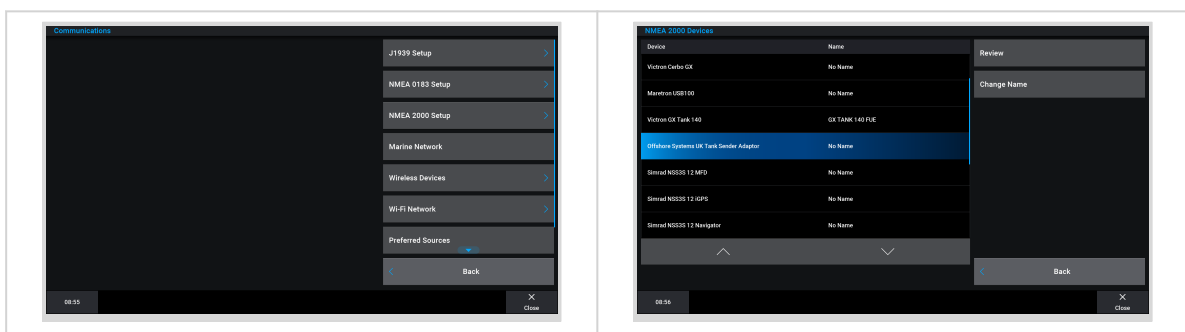 Communications
J1939 Setup
NMEA 0183 Setup
NMEA 2000 Setup
Marine Network
Wireless Devices
Wi-Fi Network
Preferred Sources
Back
08:55
Close
NMEA 2000 Devices
Device Name
Victron Cerbo GX No Name
Maretron USB100 No Name
Victron GX Tank 140 GX TANK 140 FUE
Offshore Systems UK Tank Sender Adaptor No Name
Simrad NSS3S 12 MFD No Name
Simrad NSS3S 12 iGPS No Name
Simrad NSS3S 12 Navigator No Name
Review
Change Name
Back
08:56
Close